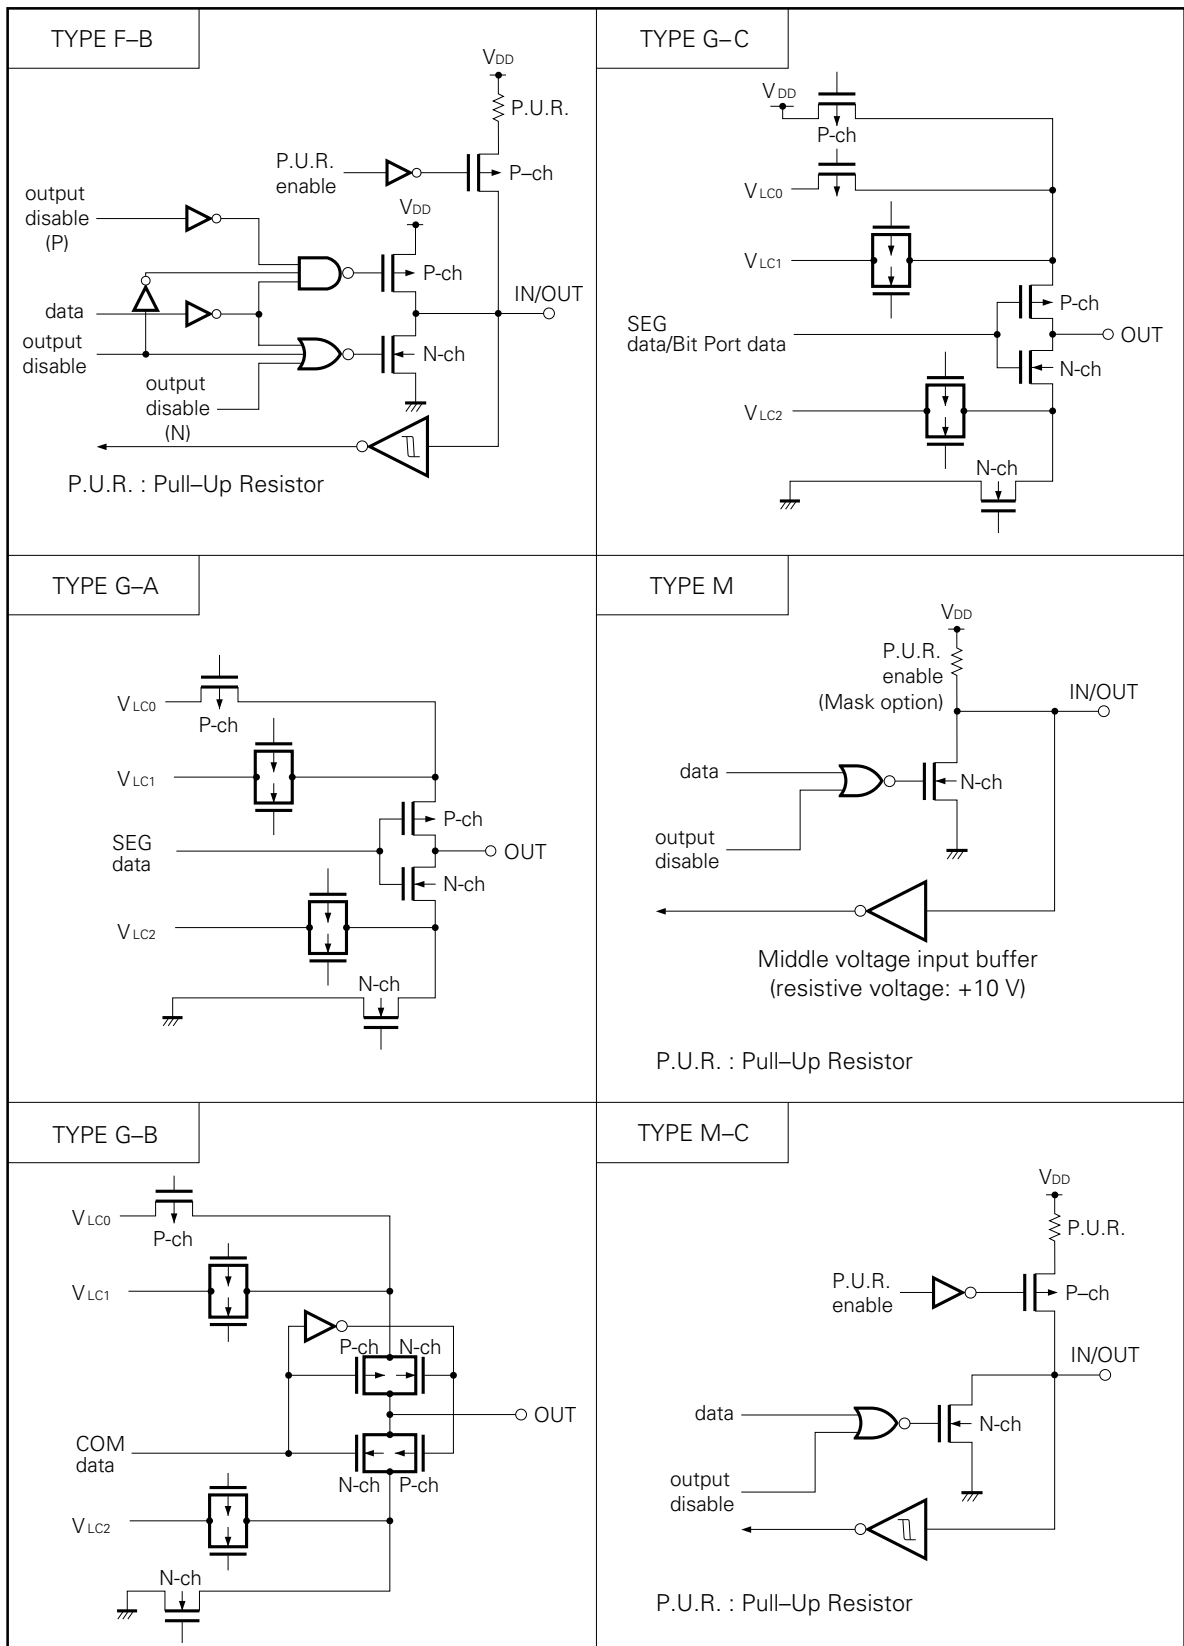 TYPE F–B
VDD
P.U.R.
P.U.R.
enable
P–ch
output
disable
(P)
VDD
P-ch
IN/OUT
data
output
disable
N-ch
output
disable
(N)
P.U.R. : Pull–Up Resistor
TYPE G–C
VDD
P-ch
VLC0
VLC1
P-ch
SEG
data/Bit Port data
OUT
N-ch
VLC2
N-ch
TYPE G–A
VLC0
P-ch
VLC1
P-ch
SEG
data
OUT
N-ch
VLC2
N-ch
TYPE M
VDD
P.U.R.
enable
(Mask option)
IN/OUT
data
N-ch
output
disable
Middle voltage input buffer
(resistive voltage: +10 V)
P.U.R. : Pull–Up Resistor
TYPE G–B
VLC0
P-ch
VLC1
P-ch N-ch
OUT
COM
data
N-ch P-ch
VLC2
N-ch
TYPE M–C
VDD
P.U.R.
P.U.R.
enable
P–ch
IN/OUT
data
N-ch
output
disable
P.U.R. : Pull–Up Resistor